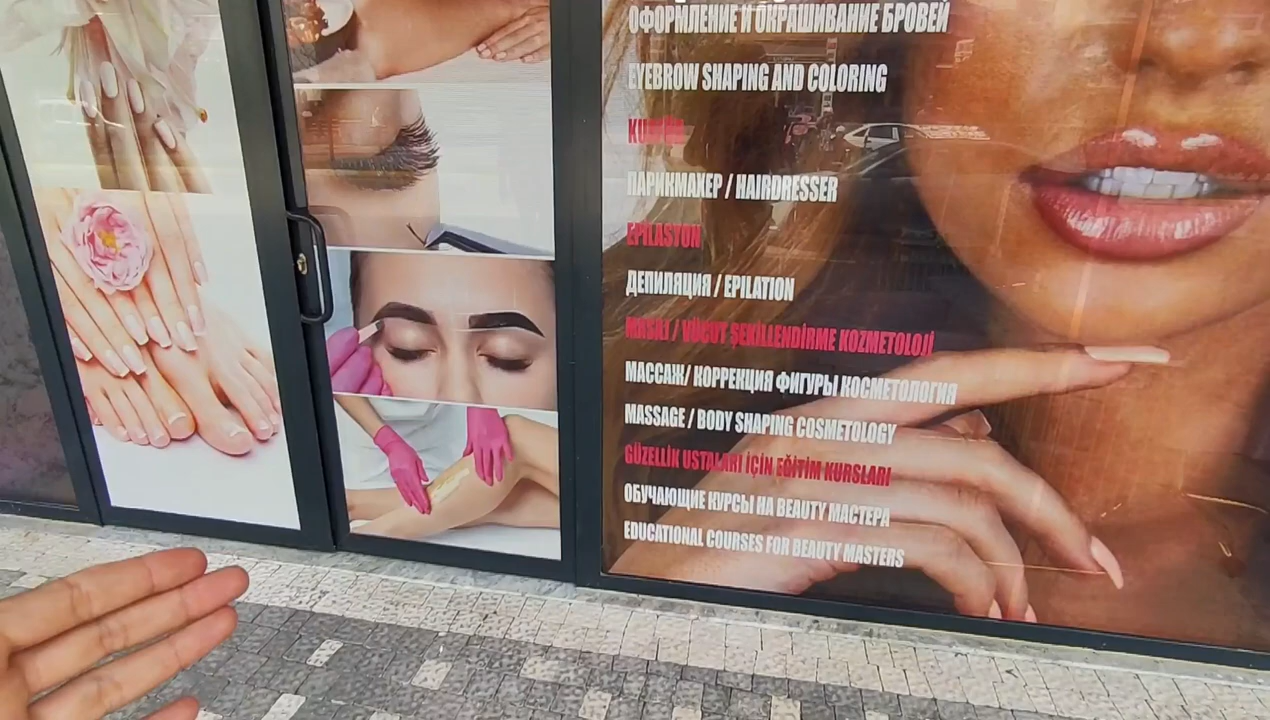 ОФОРМЛЕНИЕ И ОКРАШИВАНИЕ БРОВЕЙ
EYEBROW SHAPING AND COLORING
ПАРИКМАХЕР / HAIRDRESSER
EPILASYON
ДЕПИЛЯЦИЯ / EPILATION
MASAJ / VÜCUT ŞEKİLLENDİRME KOZMETOLOJİ
МАССАЖ/ КОРРЕКЦИЯ ФИГУРЫ КОСМЕТОЛОГИЯ
MASSAGE / BODY SHAPING COSMETOLOGY
GÜZELLİK USTALARI İÇİN EĞİTİM KURSLARI
ОБУЧАЮЩИЕ КУРСЫ НА BEAUTY МАСТЕРА
EDUCATIONAL COURSES FOR BEAUTY MASTERS